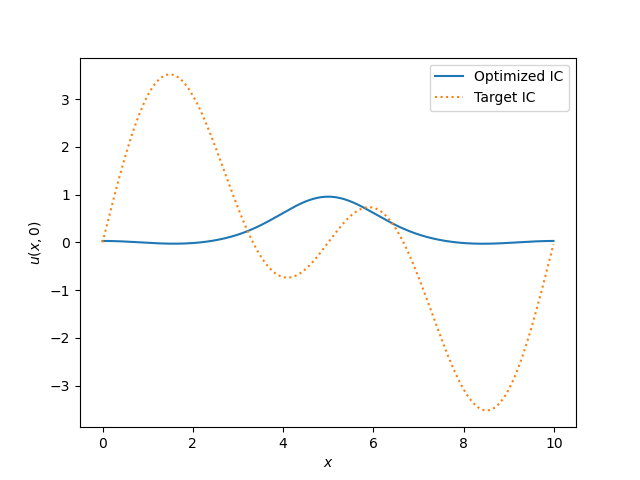 Optimized IC
Target IC
3
2
1
0
−1
−2
−3
u(x, 0)
0 2 4 6 8 10
x